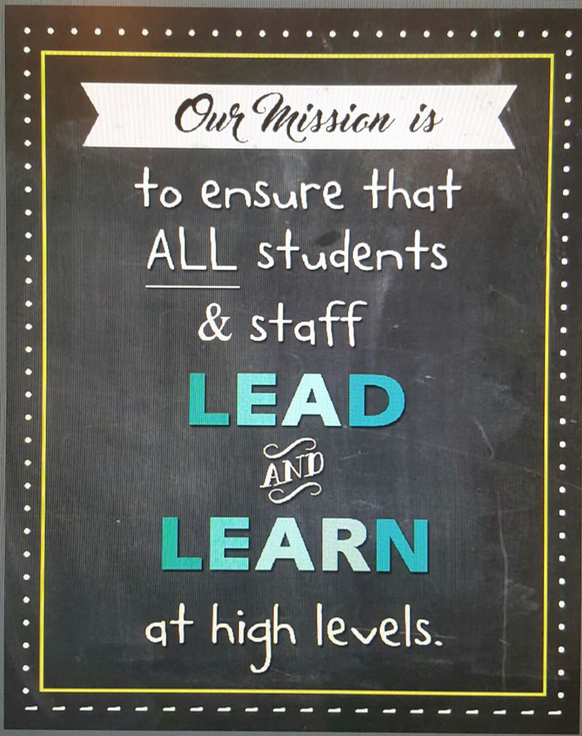 Our Mission is
to ensure that
ALL students
& staff
LEAD
AND
LEARN
at high levels.